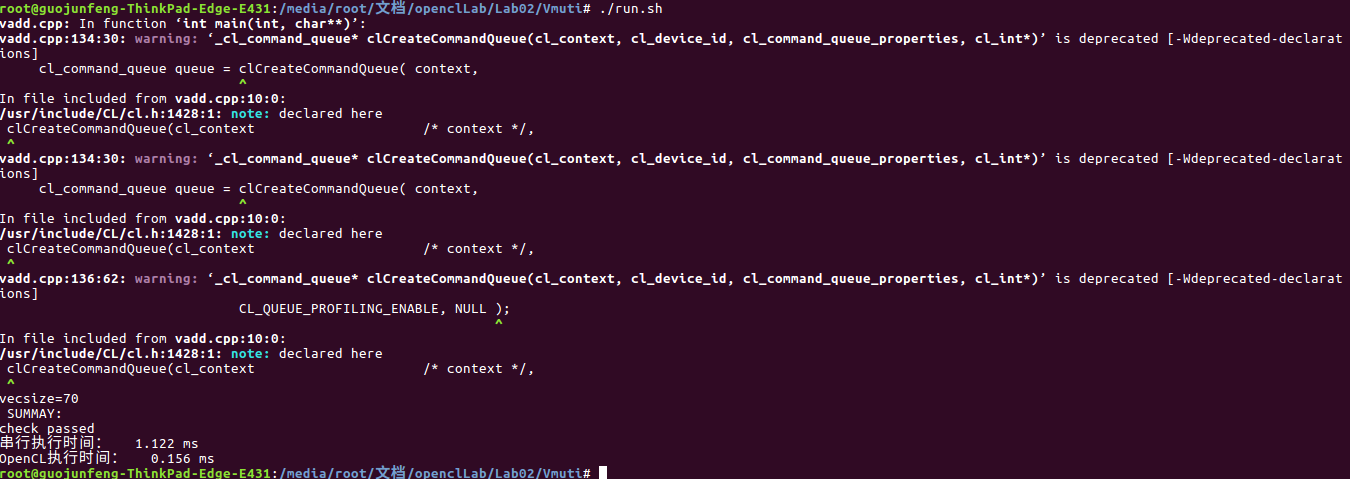 root@guojunfeng-ThinkPad-Edge-E431:/media/root/文档/openclLab/Lab02/Vmuti# ./run.sh
vadd.cpp: In function ‘int main(int, char**)’:
vadd.cpp:134:30: warning: ‘_cl_command_queue* clCreateCommandQueue(cl_context, cl_device_id, cl_command_queue_properties, cl_int*)’ is deprecated [-Wdeprecated-declarat
ions]
     cl_command_queue queue = clCreateCommandQueue( context,
                              ^
In file included from vadd.cpp:10:0:
/usr/include/CL/cl.h:1428:1: note: declared here
 clCreateCommandQueue(cl_context                     /* context */,
 ^
vadd.cpp:134:30: warning: ‘_cl_command_queue* clCreateCommandQueue(cl_context, cl_device_id, cl_command_queue_properties, cl_int*)’ is deprecated [-Wdeprecated-declarat
ions]
     cl_command_queue queue = clCreateCommandQueue( context,
                              ^
In file included from vadd.cpp:10:0:
/usr/include/CL/cl.h:1428:1: note: declared here
 clCreateCommandQueue(cl_context                     /* context */,
 ^
vadd.cpp:136:62: warning: ‘_cl_command_queue* clCreateCommandQueue(cl_context, cl_device_id, cl_command_queue_properties, cl_int*)’ is deprecated [-Wdeprecated-declarat
ions]
                              CL_QUEUE_PROFILING_ENABLE, NULL );
                                                              ^
In file included from vadd.cpp:10:0:
/usr/include/CL/cl.h:1428:1: note: declared here
 clCreateCommandQueue(cl_context                     /* context */,
 ^
vecsize=70
 SUMMAY:
check passed
串行执行时间：   1.122 ms
OpenCL执行时间：   0.156 ms
root@guojunfeng-ThinkPad-Edge-E431:/media/root/文档/openclLab/Lab02/Vmuti#